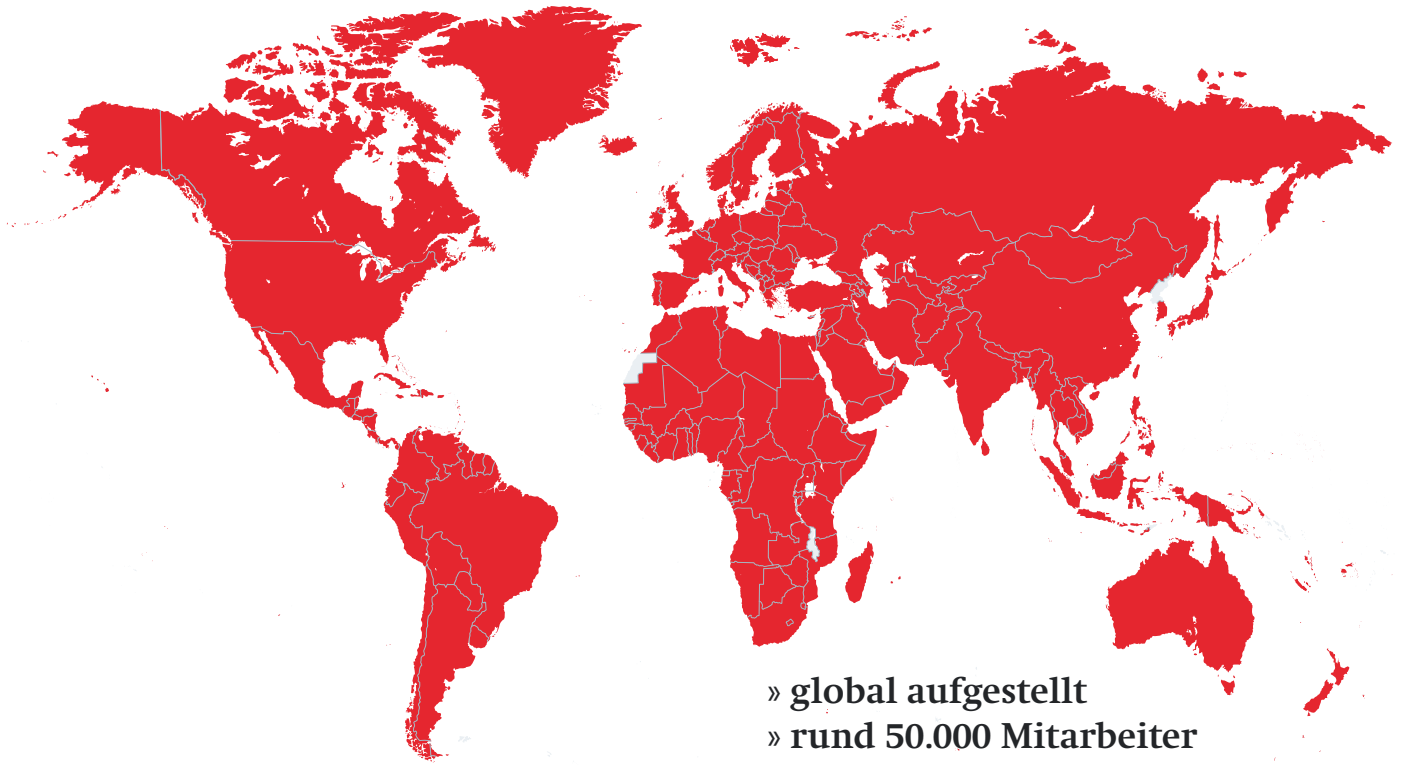 » global aufgestellt
» rund 50.000 Mitarbeiter